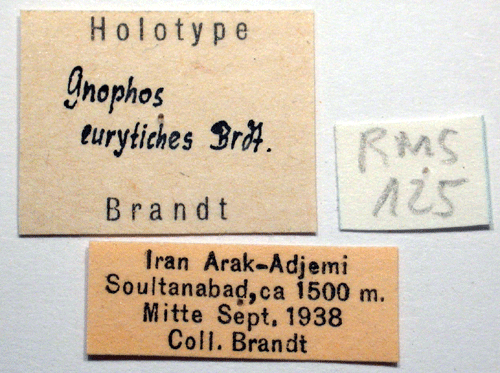 Holotype
Gnophos
eurytiches Brdt.
Brandt
RMS
125
Iran Arak-Adjemi
Soultanabad, ca 1500 m.
Mitte Sept. 1938
Coll. Brandt